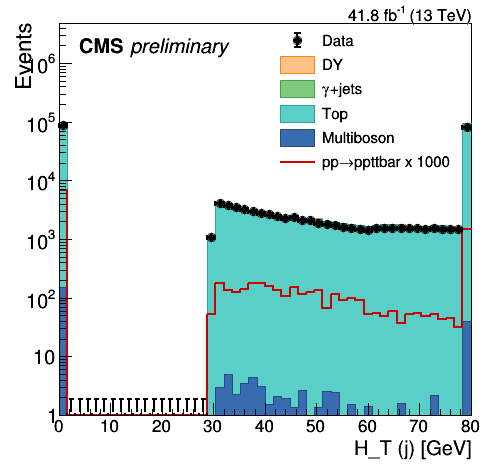 41.8 fb⁻¹ (13 TeV)
CMS preliminary
Events
Data
DY
γ+jets
Top
Multiboson
pp→ppttbar x 1000
10⁶
10⁵
10⁴
10³
10²
10
1
0 10 20 30 40 50 60 70 80
H_T (j) [GeV]